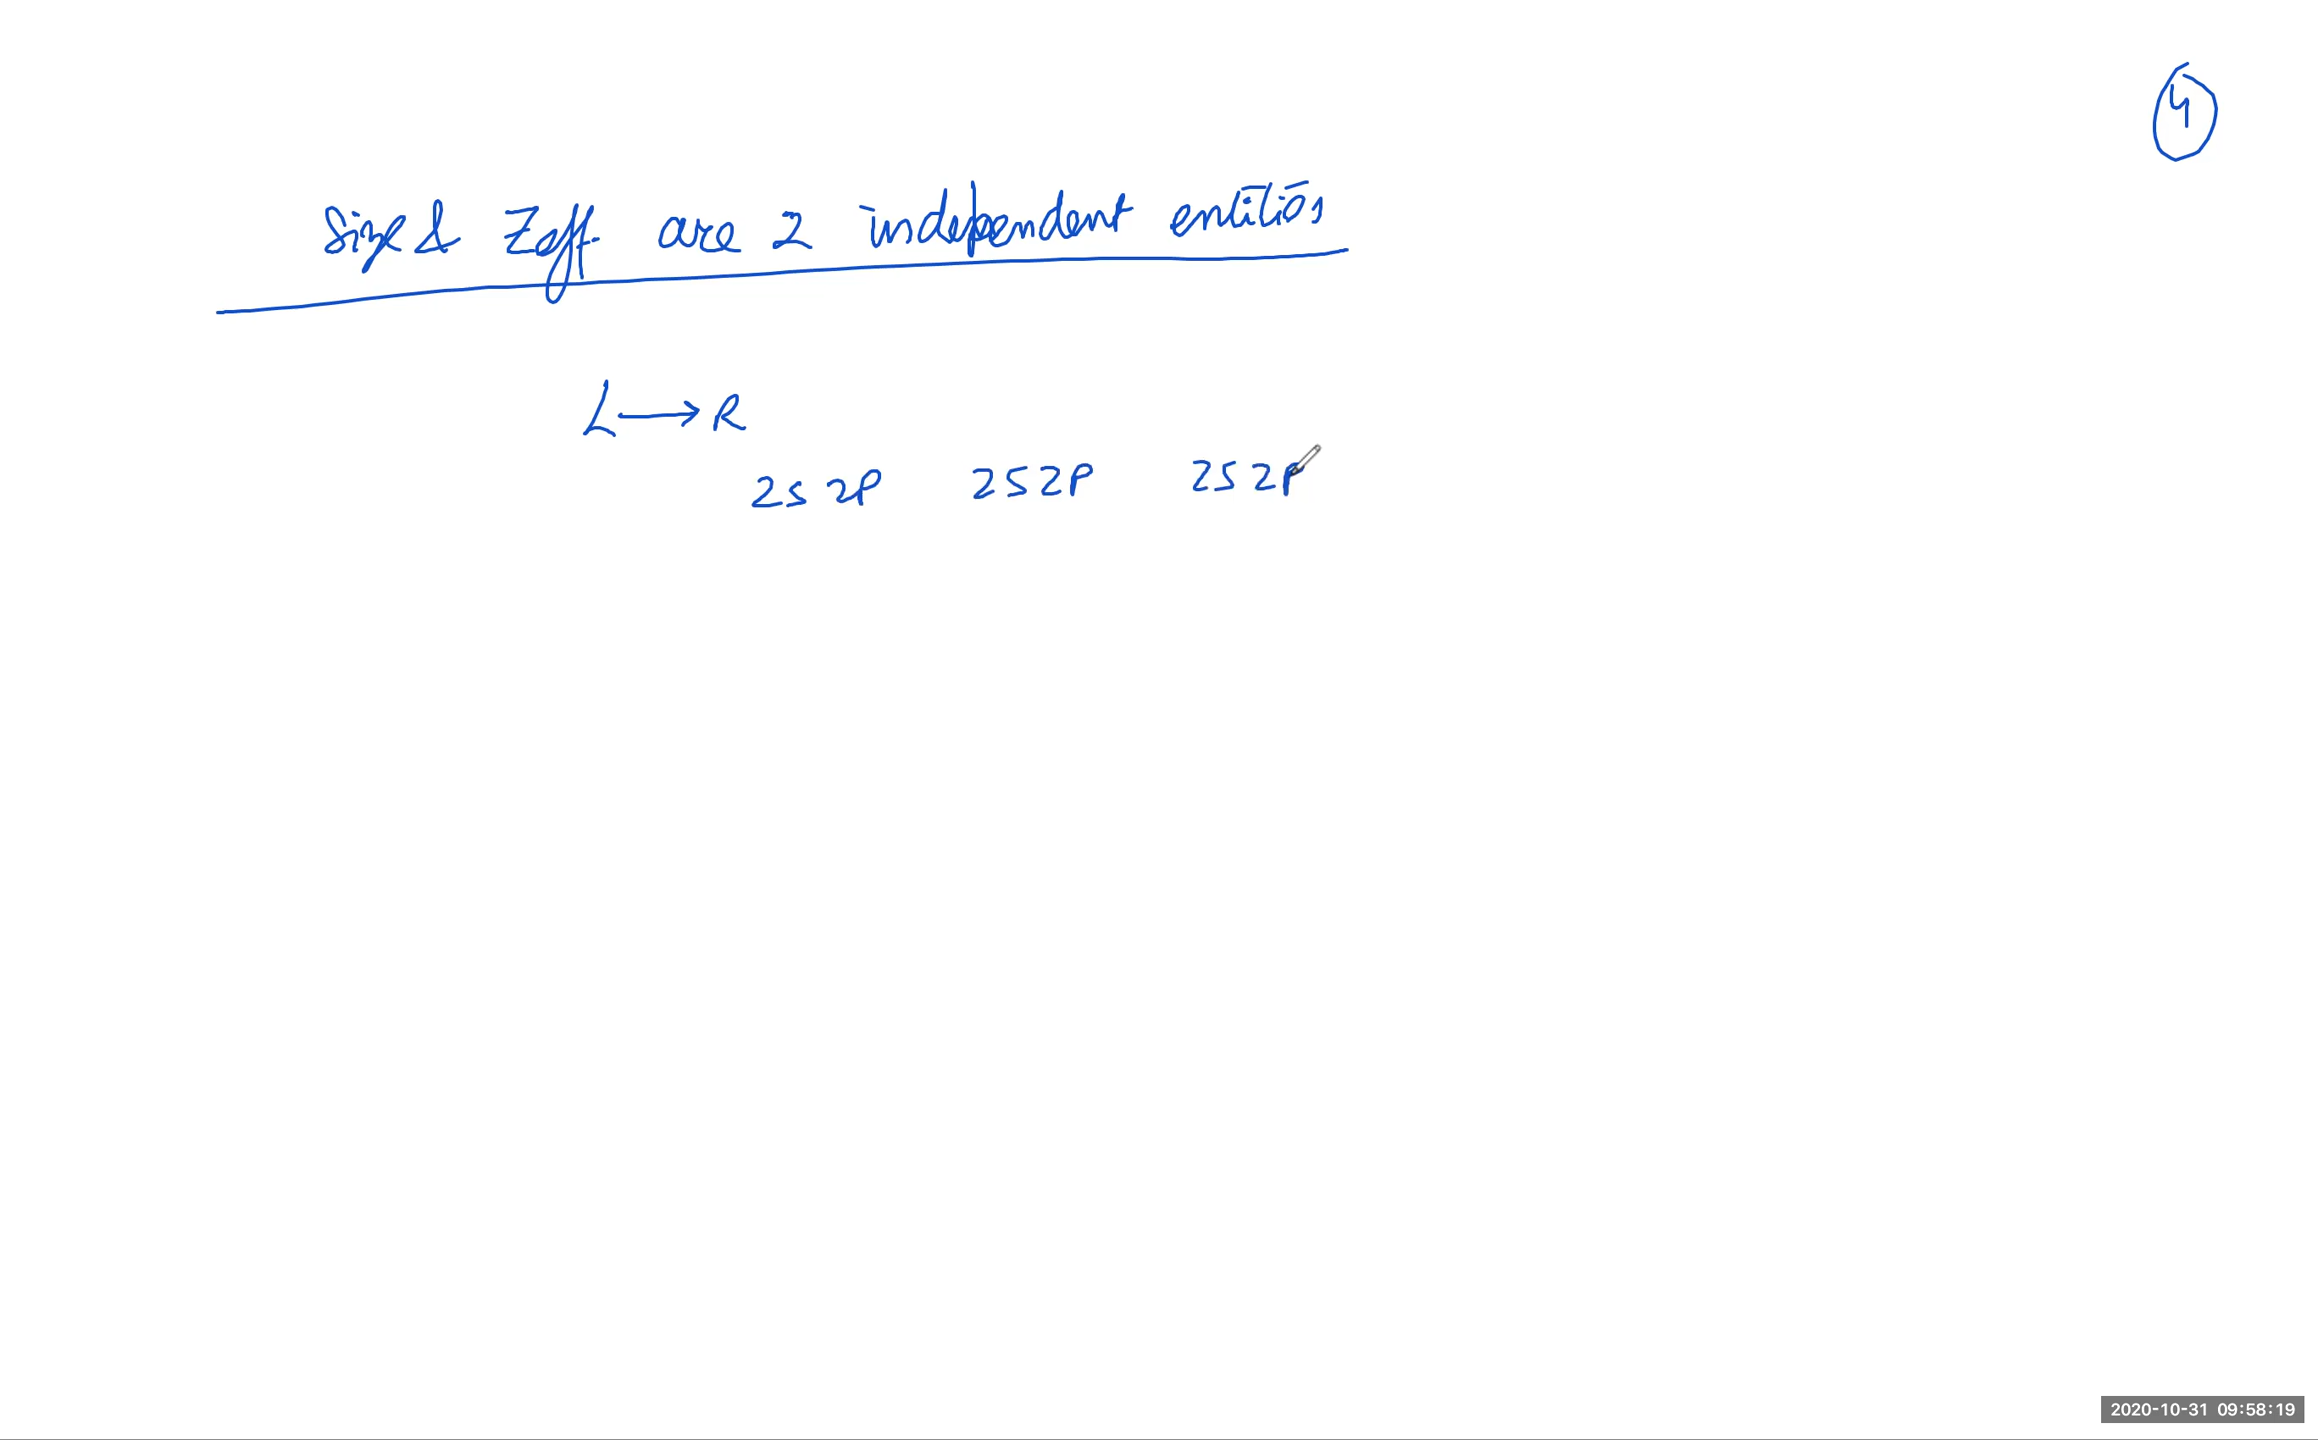 4
Size & Zeff. are 2 independent entities
L → R
2s 2p 2s 2p 2s 2p
2020-10-31 09:58:19